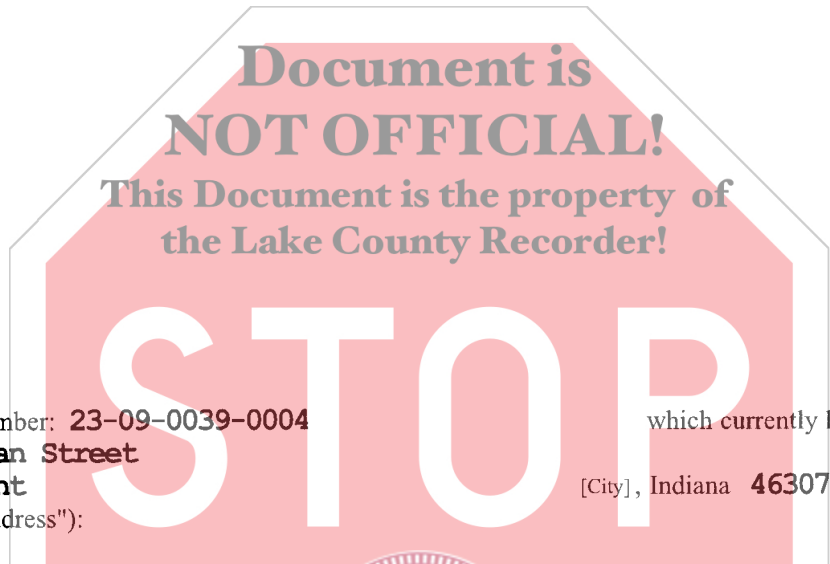 Document is
NOT OFFICIAL!
This Document is the property of
the Lake County Recorder!
STOP
mber: 23-09-0039-0004 which currently
an Street
nt [City], Indiana 46307
dress"):